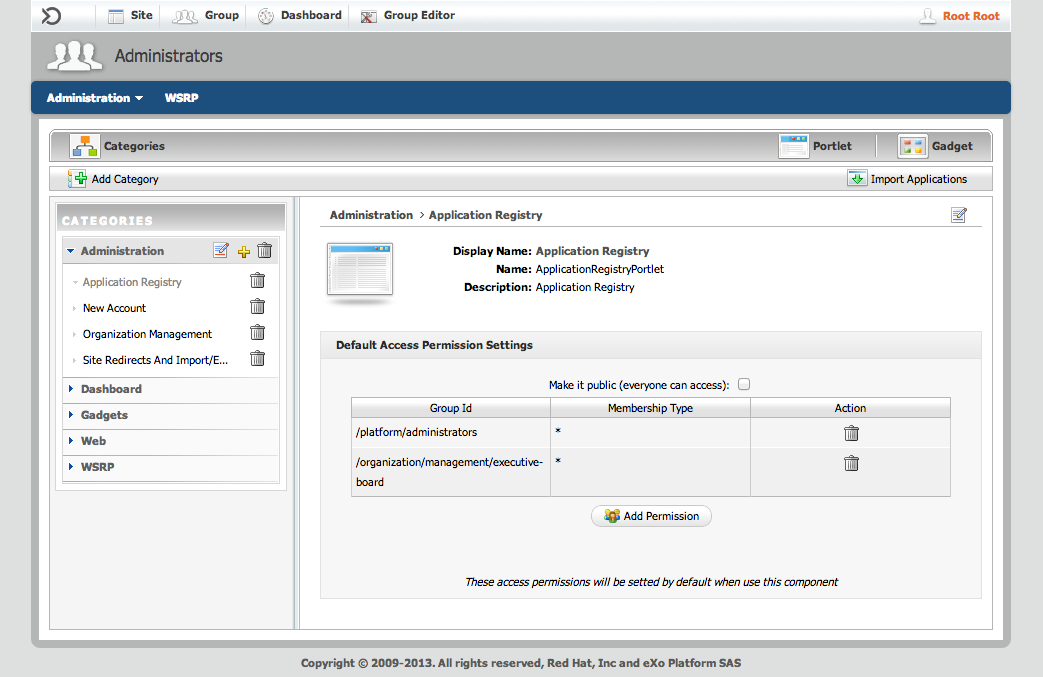 Site Group Dashboard Group Editor Root Root
Administrators
Administration WSRP
Categories Portlet Gadget
Add Category Import Applications
CATEGORIES
Administration
Application Registry
New Account
Organization Management
Site Redirects And Import/E...
Dashboard
Gadgets
Web
WSRP
Administration > Application Registry
Display Name: Application Registry
Name: ApplicationRegistryPortlet
Description: Application Registry
Default Access Permission Settings
Make it public (everyone can access):
Group Id Membership Type Action
/platform/administrators *
/organization/management/executive- *
board
Add Permission
These access permissions will be setted by default when use this component
Copyright © 2009-2013. All rights reserved, Red Hat, Inc and eXo Platform SAS